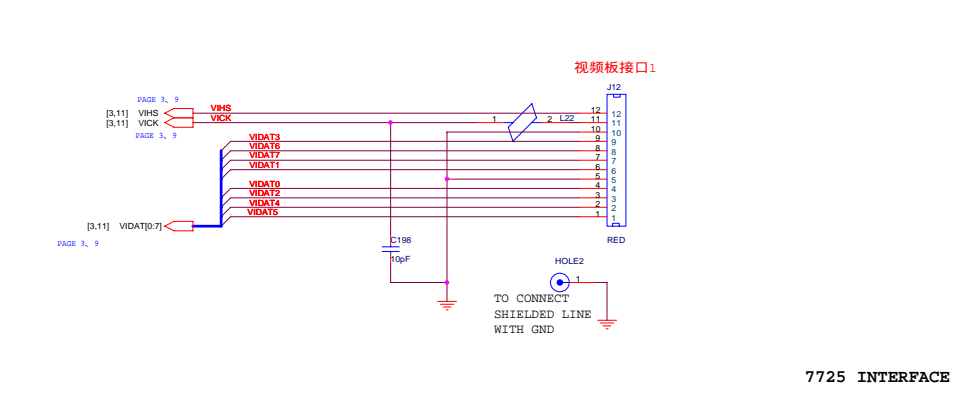 视频板接口1
J12
PAGE 3、 9
[3,11] VIHS
VIHS
12 12
[3,11] VICK
VICK
1 2 L22
11 11
PAGE 3、 9
10 10
VIDAT3
9 9
VIDAT6
8 8
VIDAT7
7 7
VIDAT1
6 6
5 5
VIDAT0
4 4
VIDAT2
3 3
VIDAT4
2 2
VIDAT5
1 1
[3,11] VIDAT[0:7]
PAGE 3、 9
C198
RED
10pF
HOLE2
1
TO CONNECT
SHIELDED LINE
WITH GND
7725 INTERFACE